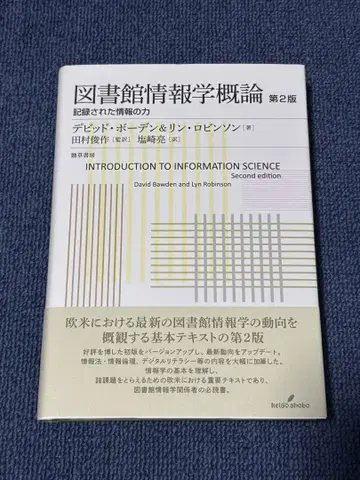 図書館情報学概論 第2版
記録された情報の力
デビッド・ボーデン&リン・ロビンソン［著］
田村俊作［監訳］ 塩崎亮［訳］
勁草書房
INTRODUCTION TO INFORMATION SCIENCE
Second edition
David Bawden and Lyn Robinson
欧米における最新の図書館情報学の動向を
概観する基本テキストの第2版
好評を博した初版をバージョンアップし、最新動向をアップデート。
情報法・情報倫理、デジタルリテラシー等の内容を大幅に加筆した。
情報学の基本を理解し、
諸課題をとらえるための欧米における重要テキストであり、
図書館情報学関係者の必読書。
keiso shobo